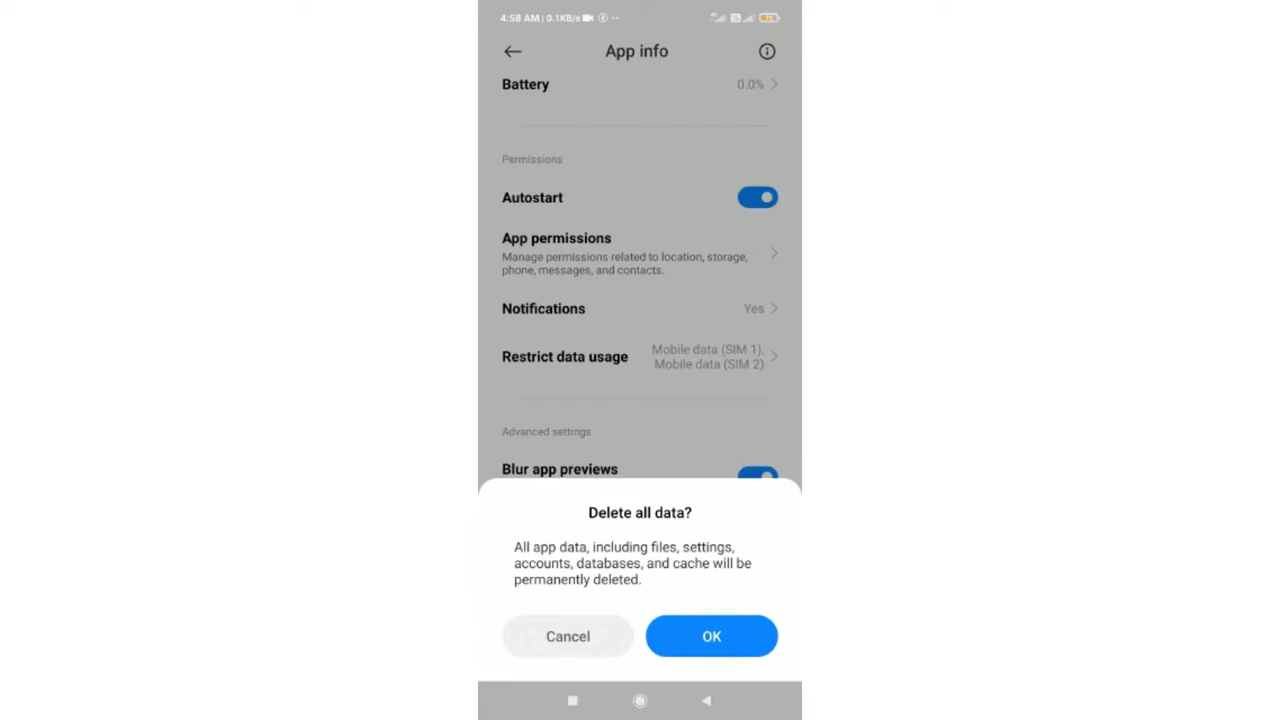 4:58 AM | 0.1KB/s
App info
Battery
0.0%
Permissions
Autostart
App permissions
Manage permissions related to location, storage,
phone, messages, and contacts.
Notifications
Yes
Restrict data usage
Mobile data (SIM 1),
Mobile data (SIM 2)
Advanced settings
Blur app previews
Delete all data?
All app data, including files, settings,
accounts, databases, and cache will be
permanently deleted.
Cancel
OK